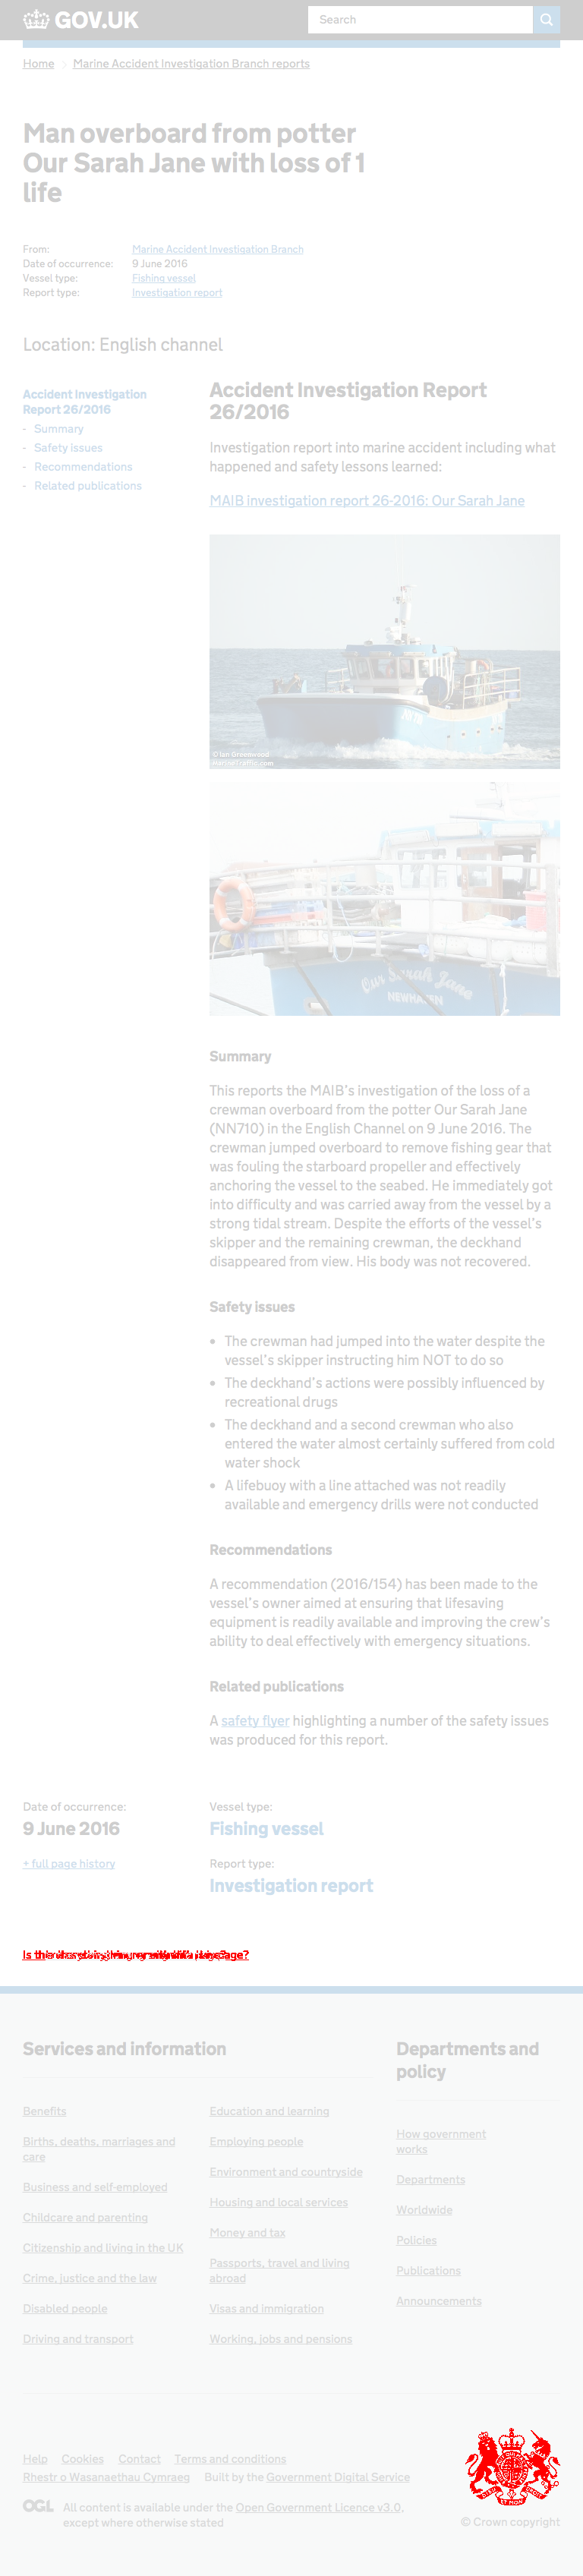 GOV.UK
Search
Home
Marine Accident Investigation Branch reports
Man overboard from potter
Our Sarah Jane with loss of 1
life
From: Marine Accident Investigation Branch
Date of occurrence: 9 June 2016
Vessel type: Fishing vessel
Report type: Investigation report
Location: English channel
Accident Investigation
Report 26/2016
- Summary
- Safety issues
- Recommendations
- Related publications
Accident Investigation Report
26/2016
Investigation report into marine accident including what
happened and safety lessons learned:
MAIB investigation report 26-2016: Our Sarah Jane
© Ian Greenwood
MarineTraffic.com
Our Sarah Jane
NEWHAVEN
Summary
This reports the MAIB's investigation of the loss of a
crewman overboard from the potter Our Sarah Jane
(NN710) in the English Channel on 9 June 2016. The
crewman jumped overboard to remove fishing gear that
was fouling the starboard propeller and effectively
anchoring the vessel to the seabed. He immediately got
into difficulty and was carried away from the vessel by a
strong tidal stream. Despite the efforts of the vessel's
skipper and the remaining crewman, the deckhand
disappeared from view. His body was not recovered.
Safety issues
• The crewman had jumped into the water despite the
vessel's skipper instructing him NOT to do so
• The deckhand's actions were possibly influenced by
recreational drugs
• The deckhand and a second crewman who also
entered the water almost certainly suffered from cold
water shock
• A lifebuoy with a line attached was not readily
available and emergency drills were not conducted
Recommendations
A recommendation (2016/154) has been made to the
vessel's owner aimed at ensuring that lifesaving
equipment is readily available and improving the crew's
ability to deal effectively with emergency situations.
Related publications
A safety flyer highlighting a number of the safety issues
was produced for this report.
Date of occurrence:
9 June 2016
+ full page history
Vessel type:
Fishing vessel
Report type:
Investigation report
Services and information
Benefits
Births, deaths, marriages and
care
Business and self-employed
Childcare and parenting
Citizenship and living in the UK
Crime, justice and the law
Disabled people
Driving and transport
Education and learning
Employing people
Environment and countryside
Housing and local services
Money and tax
Passports, travel and living
abroad
Visas and immigration
Working, jobs and pensions
Departments and
policy
How government
works
Departments
Worldwide
Policies
Publications
Announcements
Help Cookies Contact Terms and conditions
Rhestr o Wasanaethau Cymraeg Built by the Government Digital Service
OGL All content is available under the Open Government Licence v3.0,
except where otherwise stated
© Crown copyright